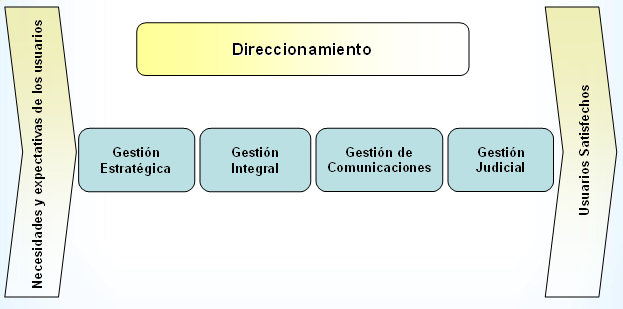 Necesidades y expectativas de los usuarios
Direccionamiento
Gestión
Estratégica
Gestión
Integral
Gestión de
Comunicaciones
Gestión
Judicial
Usuarios Satisfechos